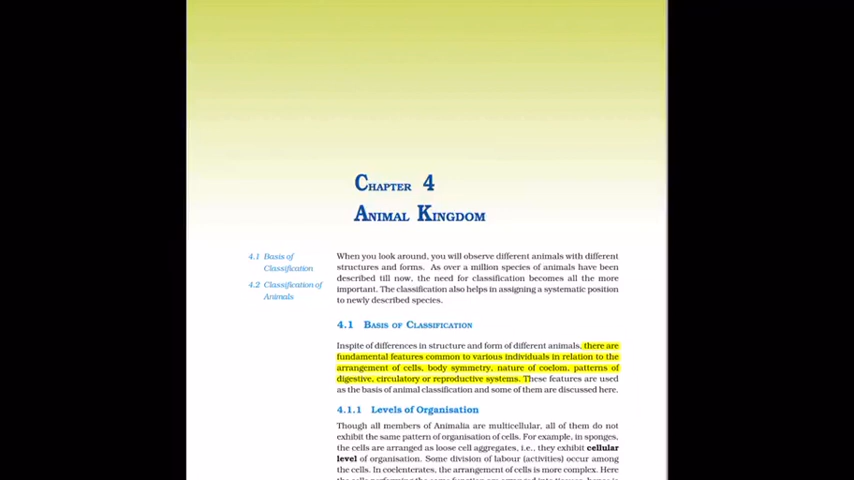 CHAPTER 4
ANIMAL KINGDOM
4.1 Basis of
Classification
4.2 Classification of
Animals
When you look around, you will observe different animals with different
structures and forms. As over a million species of animals have been
described till now, the need for classification becomes all the more
important. The classification also helps in assigning a systematic position
to newly described species.
4.1 BASIS OF CLASSIFICATION
Inspite of differences in structure and form of different animals, there are
fundamental features common to various individuals in relation to the
arrangement of cells, body symmetry, nature of coelom, patterns of
digestive, circulatory or reproductive systems. These features are used
as the basis of animal classification and some of them are discussed here.
4.1.1 Levels of Organisation
Though all members of Animalia are multicellular, all of them do not
exhibit the same pattern of organisation of cells. For example, in sponges,
the cells are arranged as loose cell aggregates, i.e., they exhibit cellular
level of organisation. Some division of labour (activities) occur among
the cells. In coelenterates, the arrangement of cells is more complex. Here